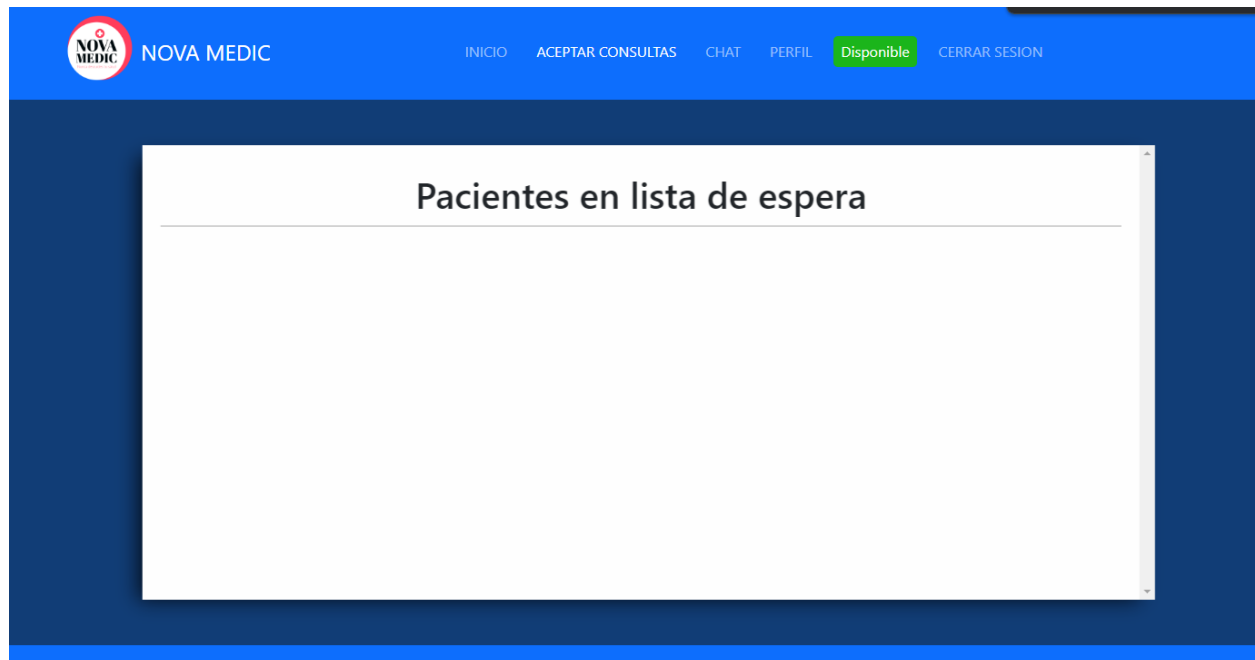 NOVA
MEDIC
NOVA MEDIC
INICIO
ACEPTAR CONSULTAS
CHAT
PERFIL
Disponible
CERRAR SESION
Pacientes en lista de espera